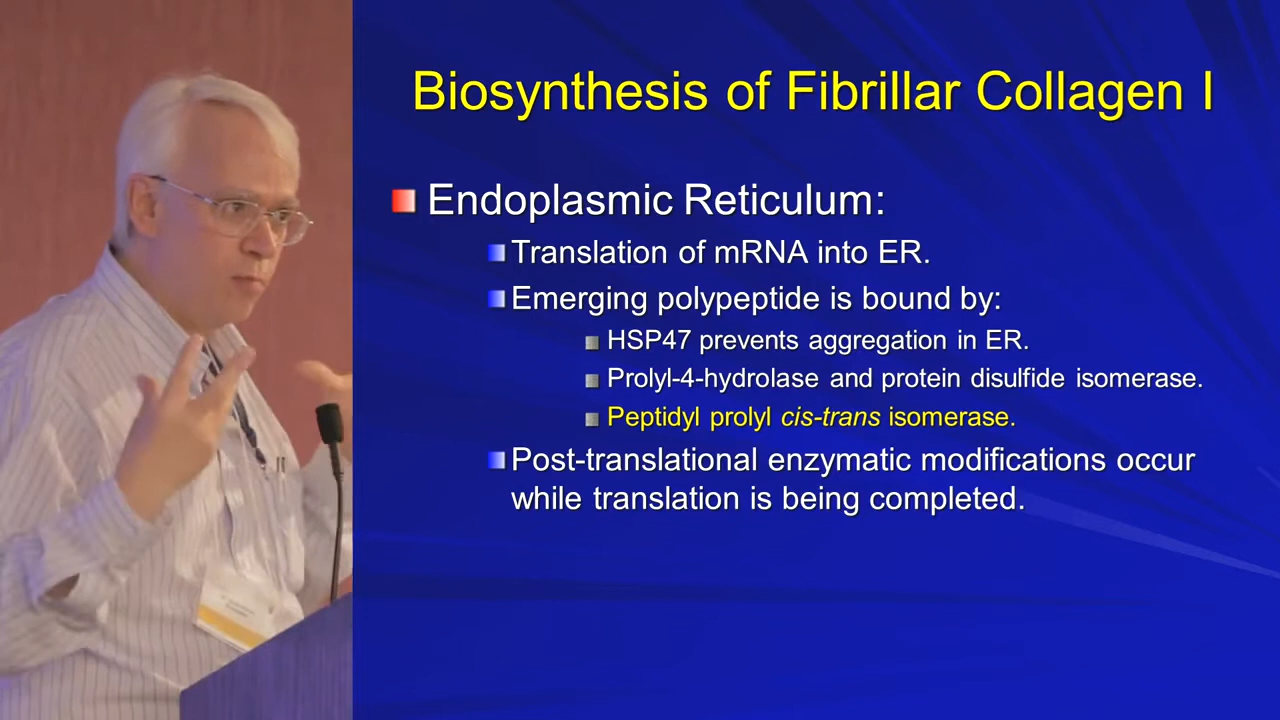 Biosynthesis of Fibrillar Collagen I
Endoplasmic Reticulum:
Translation of mRNA into ER.
Emerging polypeptide is bound by:
HSP47 prevents aggregation in ER.
Prolyl-4-hydrolase and protein disulfide isomerase.
Peptidyl prolyl cis-trans isomerase.
Post-translational enzymatic modifications occur
while translation is being completed.